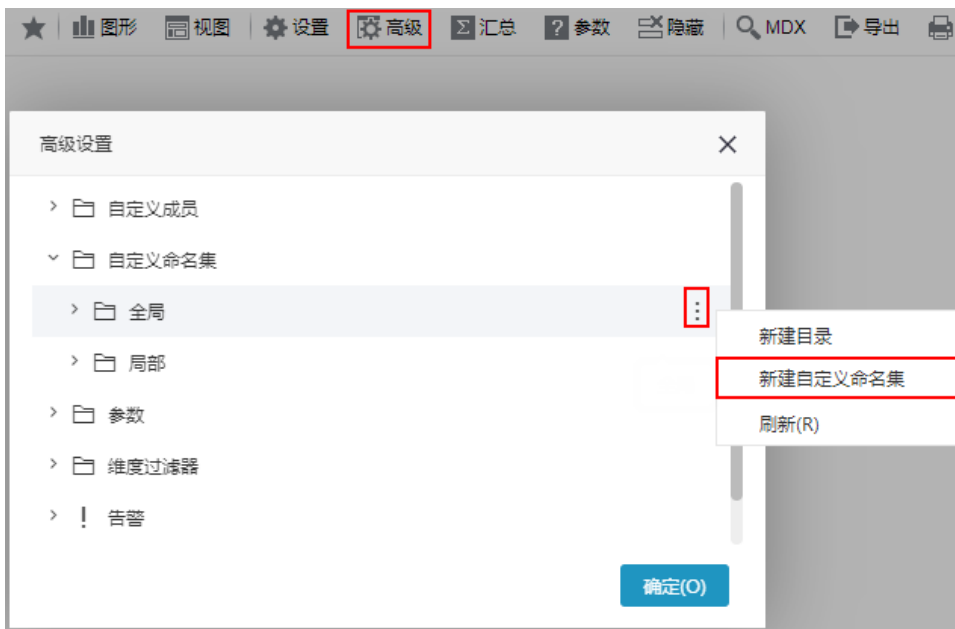 图形 视图 设置 高级 汇总 参数 隐藏 MDX 导出
高级设置
自定义成员
自定义命名集
全局
新建目录
局部
新建自定义命名集
参数
刷新(R)
维度过滤器
告警
确定(O)